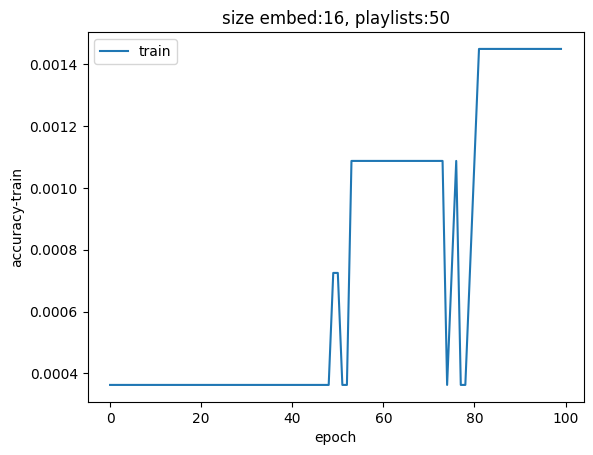 size embed:16, playlists:50
train
accuracy-train
0.0014
0.0012
0.0010
0.0008
0.0006
0.0004
0 20 40 60 80 100
epoch